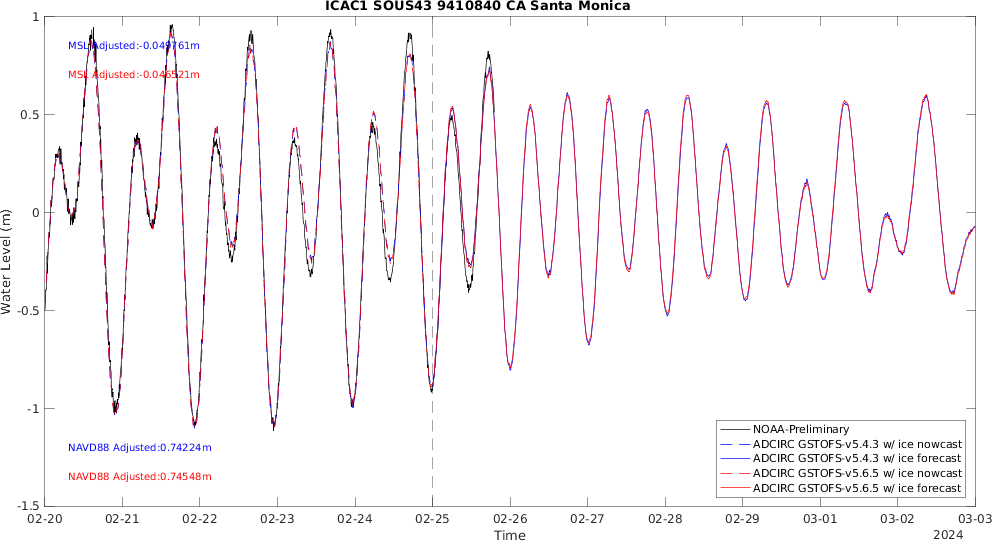 ICAC1 SOUS43 9410840 CA Santa Monica
1
MSL Adjusted:-0.049761m
MSL Adjusted:-0.046521m
0.5
0
Water Level (m)
-0.5
-1
NAVD88 Adjusted:0.74224m
NAVD88 Adjusted:0.74548m
-1.5
NOAA-Preliminary
ADCIRC GSTOFS-v5.4.3 w/ ice nowcast
ADCIRC GSTOFS-v5.4.3 w/ ice forecast
ADCIRC GSTOFS-v5.6.5 w/ ice nowcast
ADCIRC GSTOFS-v5.6.5 w/ ice forecast
02-20 02-21 02-22 02-23 02-24 02-25 02-26 02-27 02-28 02-29 03-01 03-02 03-03
Time
2024